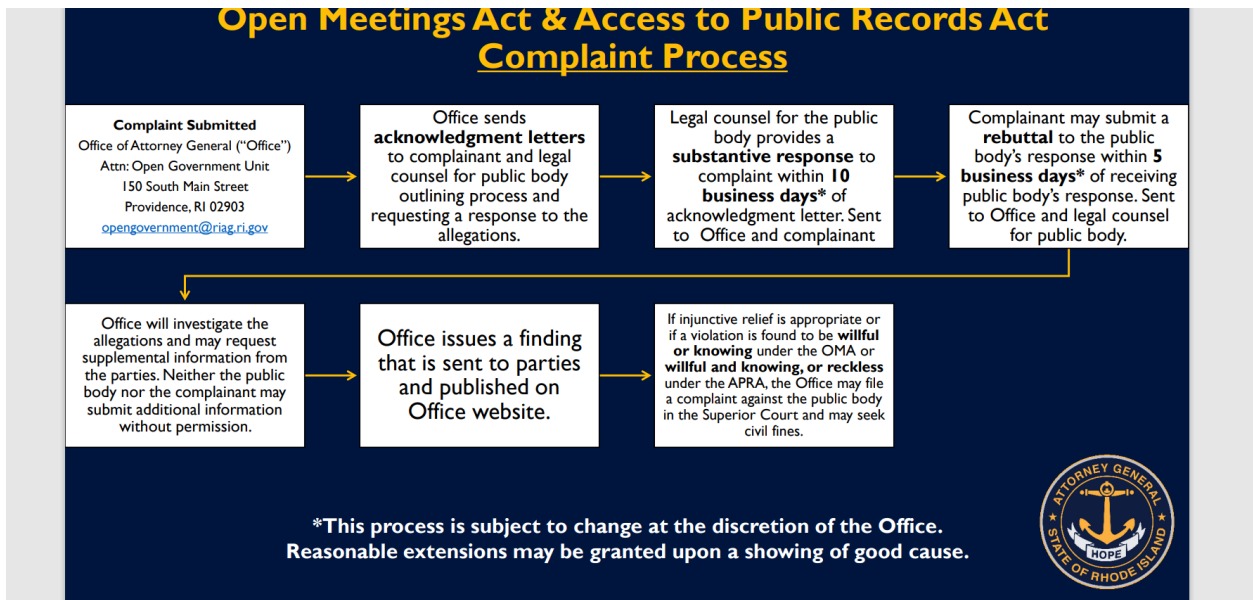 Open Meetings Act & Access to Public Records Act
Complaint Process
Complaint Submitted
Office of Attorney General (“Office”)
Attn: Open Government Unit
150 South Main Street
Providence, RI 02903
opengovernment@riag.ri.gov
Office sends
acknowledgment letters
to complainant and legal
counsel for public body
outlining process and
requesting a response to the
allegations.
Legal counsel for the public
body provides a
substantive response to
complaint within 10
business days* of
acknowledgment letter. Sent
to Office and complainant
Complainant may submit a
rebuttal to the public
body’s response within 5
business days* of receiving
public body’s response. Sent
to Office and legal counsel
for public body.
Office will investigate the
allegations and may request
supplemental information from
the parties. Neither the public
body nor the complainant may
submit additional information
without permission.
Office issues a finding
that is sent to parties
and published on
Office website.
If injunctive relief is appropriate or
if a violation is found to be willful
or knowing under the OMA or
willful and knowing, or reckless
under the APRA, the Office may file
a complaint against the public body
in the Superior Court and may seek
civil fines.
*This process is subject to change at the discretion of the Office.
Reasonable extensions may be granted upon a showing of good cause.
ATTORNEY GENERAL
HOPE
STATE OF RHODE ISLAND